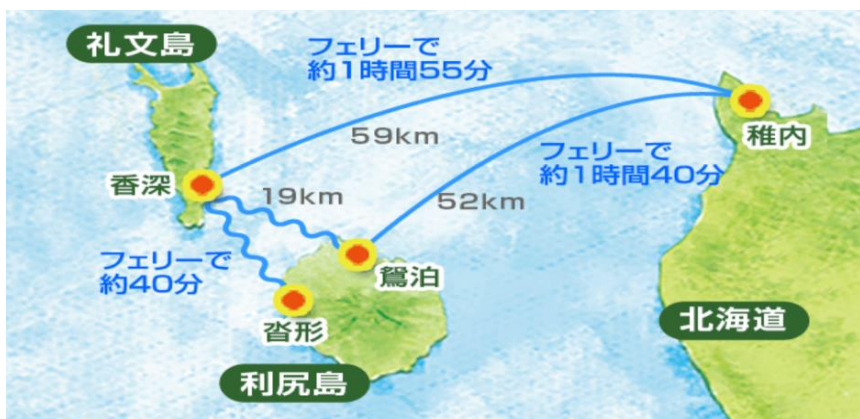 礼文島
フェリーで
約1時間55分
59km
稚内
フェリーで
約1時間40分
香深
19km
52km
フェリーで
約40分
鴛泊
沓形
北海道
利尻島